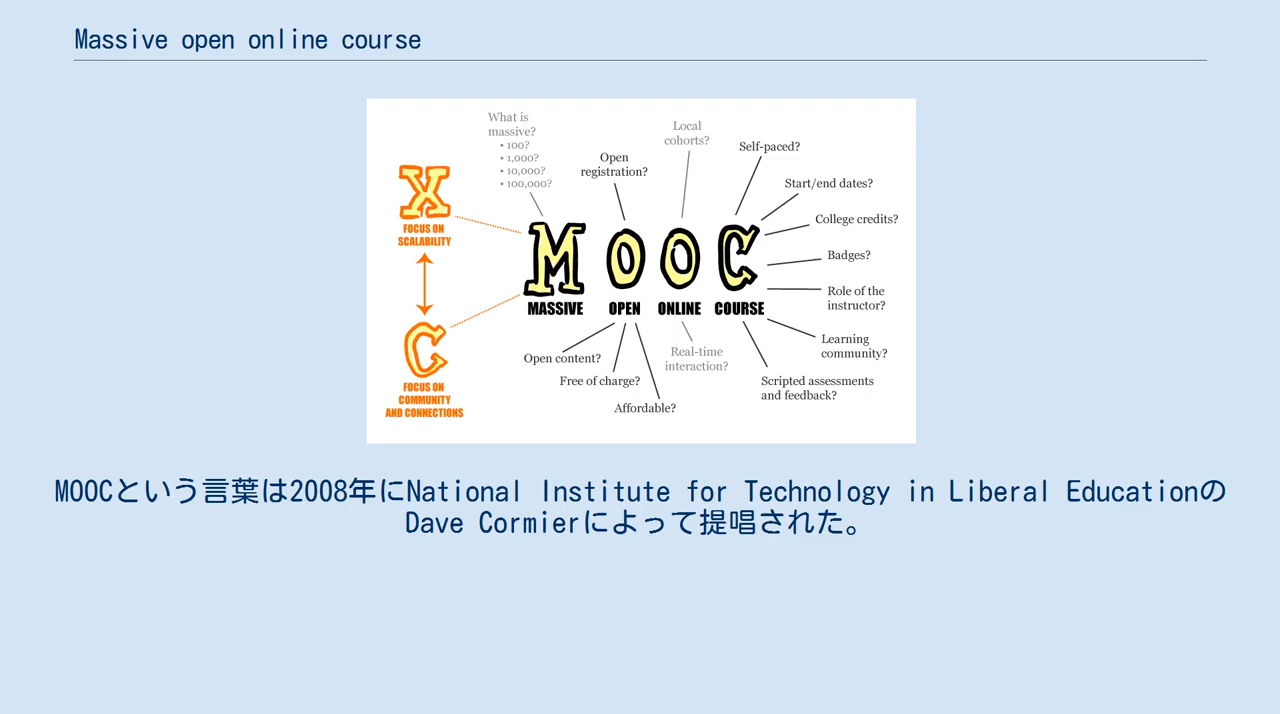 Massive open online course
What is
massive?
• 100?
• 1,000?
• 10,000?
• 100,000?
Open
registration?
Local
cohorts?
Self-paced?
Start/end dates?
College credits?
Badges?
Role of the
instructor?
Learning
community?
Scripted assessments
and feedback?
X
FOCUS ON
SCALABILITY
C
FOCUS ON
COMMUNITY
AND CONNECTIONS
MOOC
MASSIVE OPEN ONLINE COURSE
Open content?
Free of charge?
Affordable?
Real-time
interaction?
MOOCという言葉は2008年にNational Institute for Technology in Liberal Educationの
Dave Cormierによって提唱された。